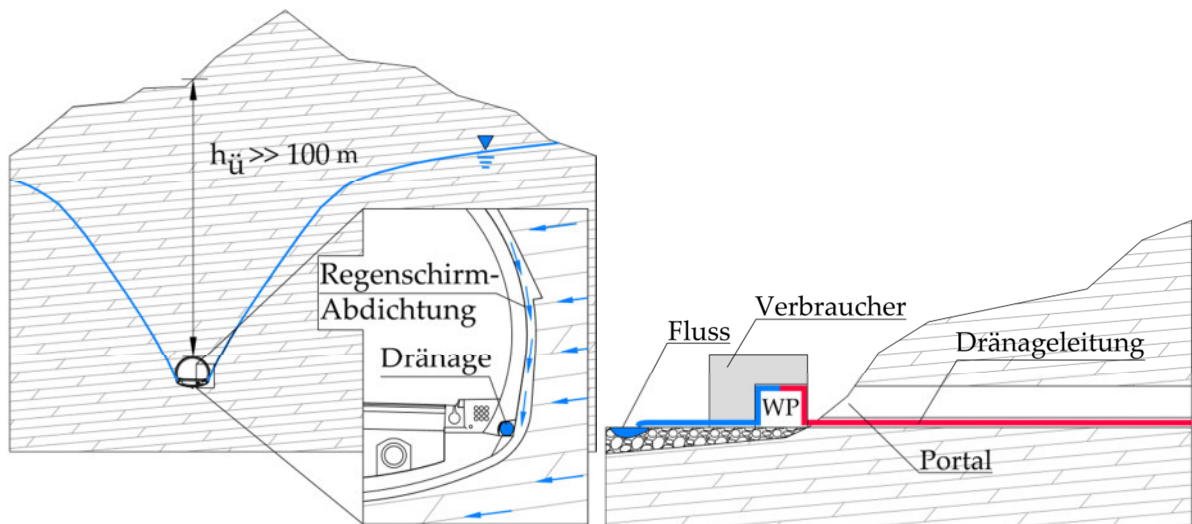 hü >> 100 m
Regenschirm-
Abdichtung
Dränage
Verbraucher
Fluss
Dränageleitung
WP
Portal